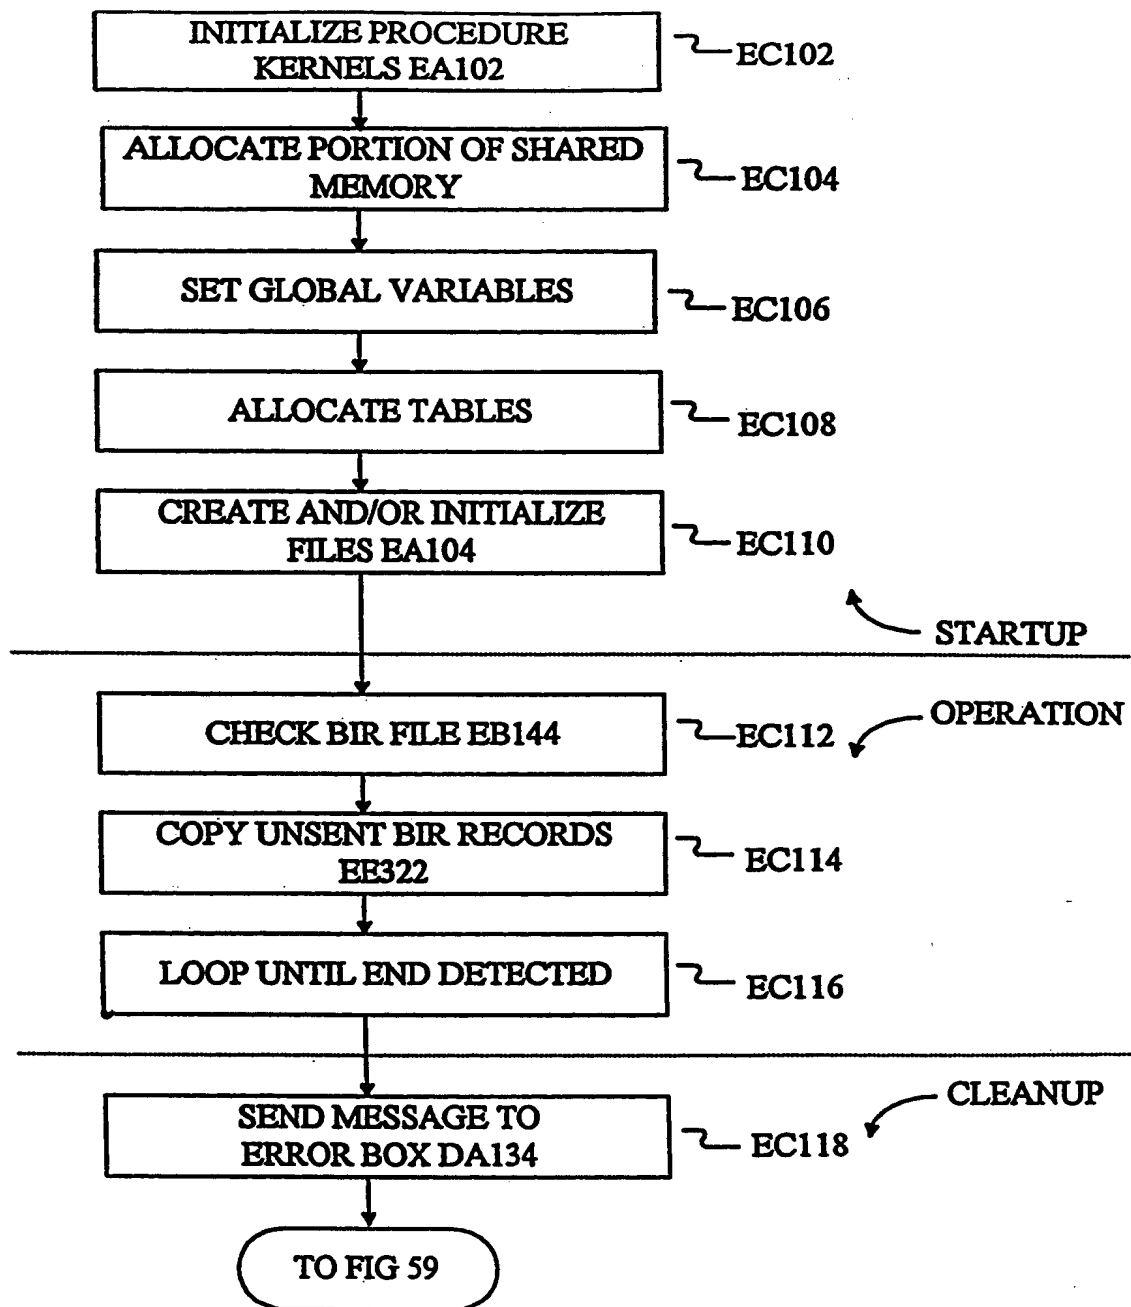 INITIALIZE PROCEDURE
KERNELS EA102
EC102
ALLOCATE PORTION OF SHARED
MEMORY
EC104
SET GLOBAL VARIABLES
EC106
ALLOCATE TABLES
EC108
CREATE AND/OR INITIALIZE
FILES EA104
EC110
STARTUP
OPERATION
CHECK BIR FILE EB144
EC112
COPY UNSENT BIR RECORDS
EE322
EC114
LOOP UNTIL END DETECTED
EC116
CLEANUP
SEND MESSAGE TO
ERROR BOX DA134
EC118
TO FIG 59